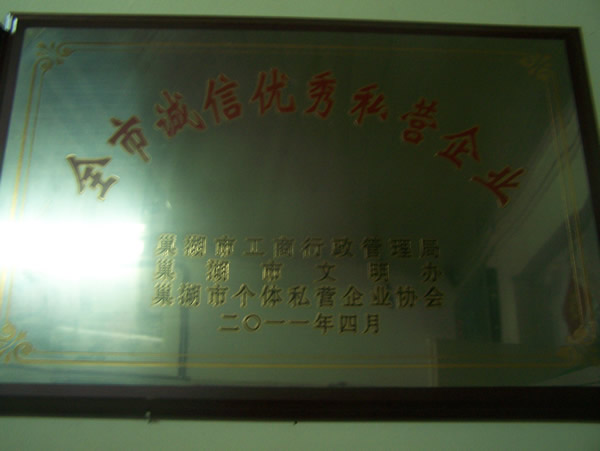 全市诚信优秀私营企业
巢湖市工商行政管理局
巢湖市文明办
巢湖市个体私营企业协会
二〇一一年四月